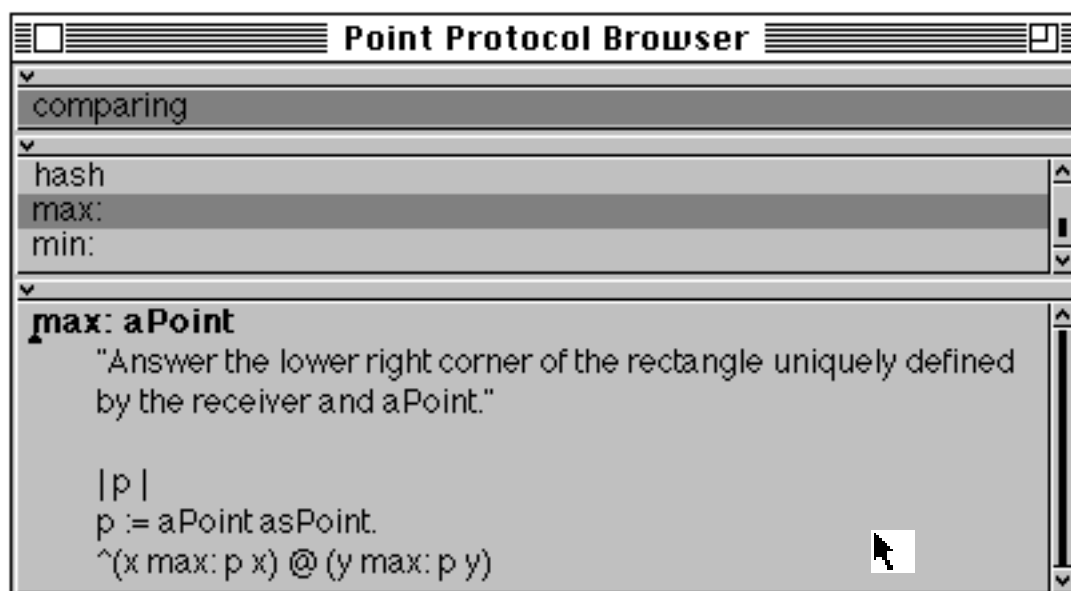 Point Protocol Browser
comparing
hash
max:
min:
max: aPoint
"Answer the lower right corner of the rectangle uniquely defined
by the receiver and aPoint."
| p |
p := aPoint asPoint.
^(x max: p x) @ (y max: p y)